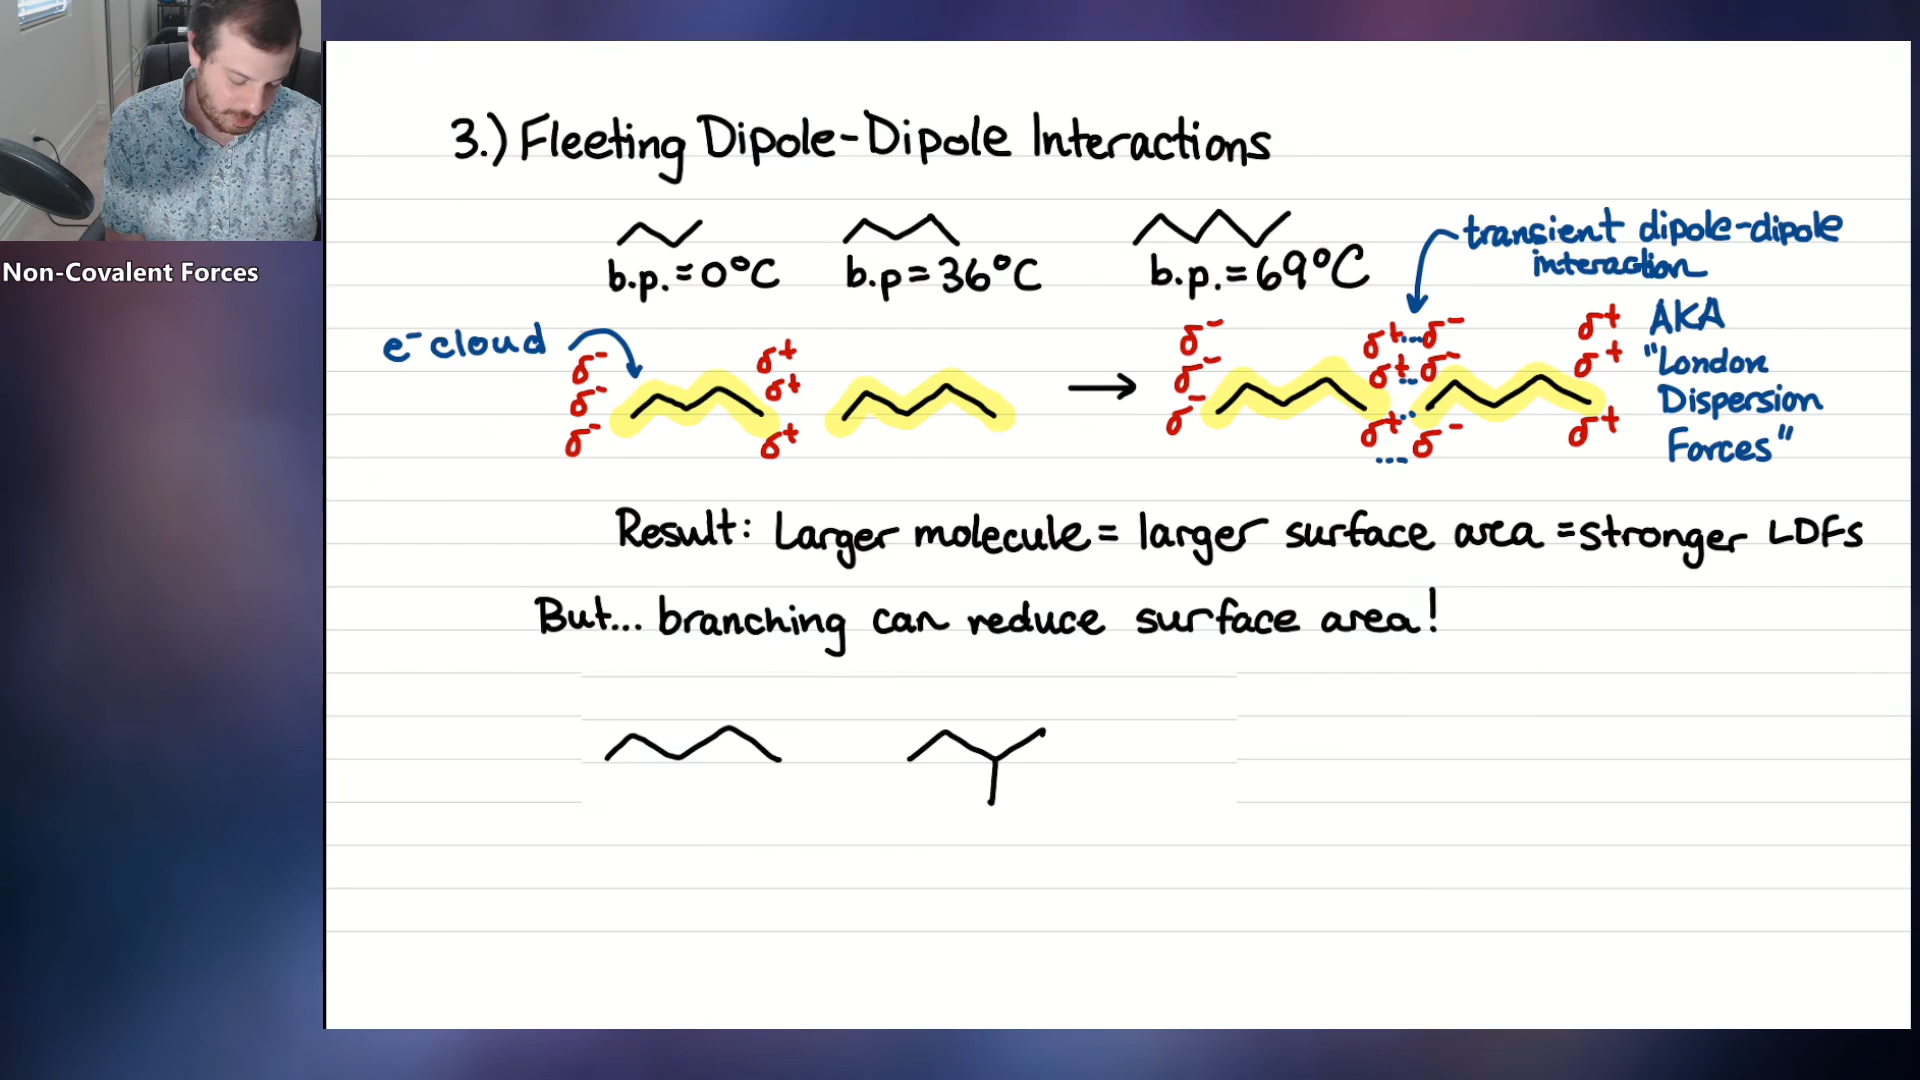 Non-Covalent Forces
3.) Fleeting Dipole-Dipole Interactions
b.p. = 0°C
b.p = 36°C
b.p. = 69°C
transient dipole-dipole
interaction
AKA
"London
Dispersion
Forces"
e⁻ cloud
δ⁻
δ⁻
δ⁻
δ⁺
δ⁺
δ⁺
δ⁻
δ⁻
δ⁻
δ⁺...δ⁻
δ⁺...δ⁻
δ⁺...δ⁻
...
δ⁺
δ⁺
δ⁺
Result: Larger molecule = larger surface area = stronger LDFs
But... branching can reduce surface area!